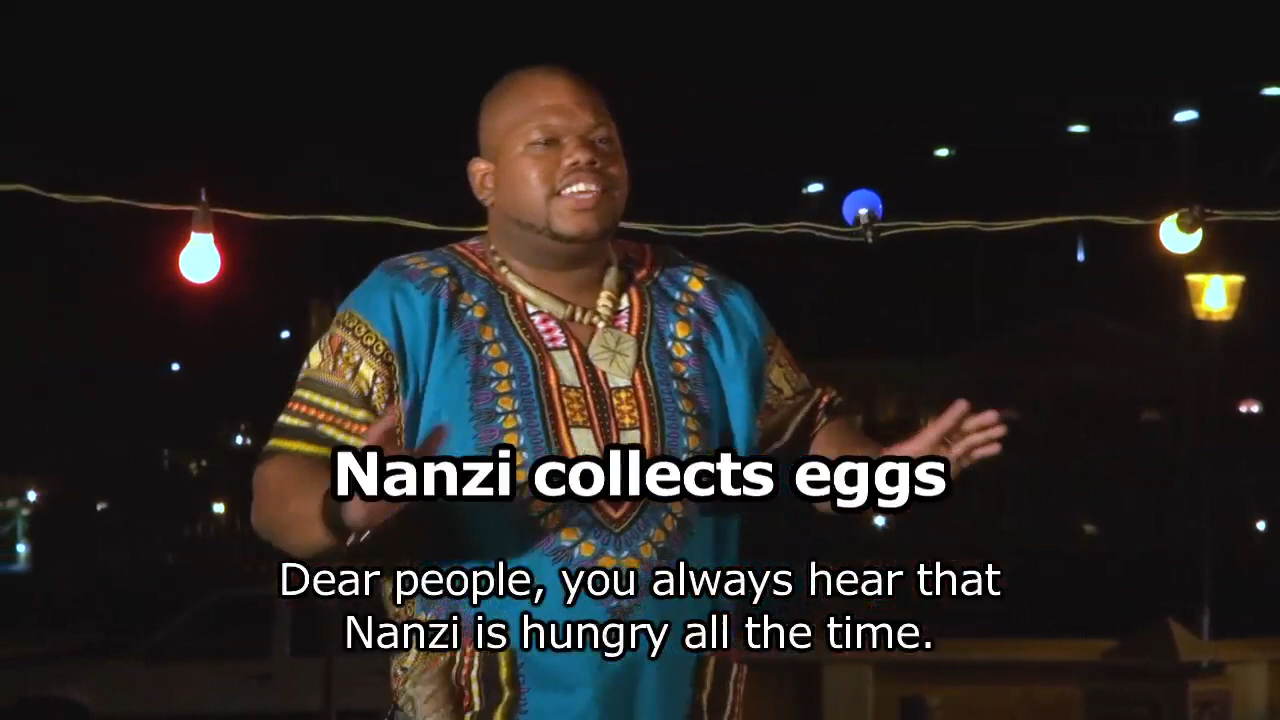 Nanzi collects eggs
Dear people, you always hear that
Nanzi is hungry all the time.